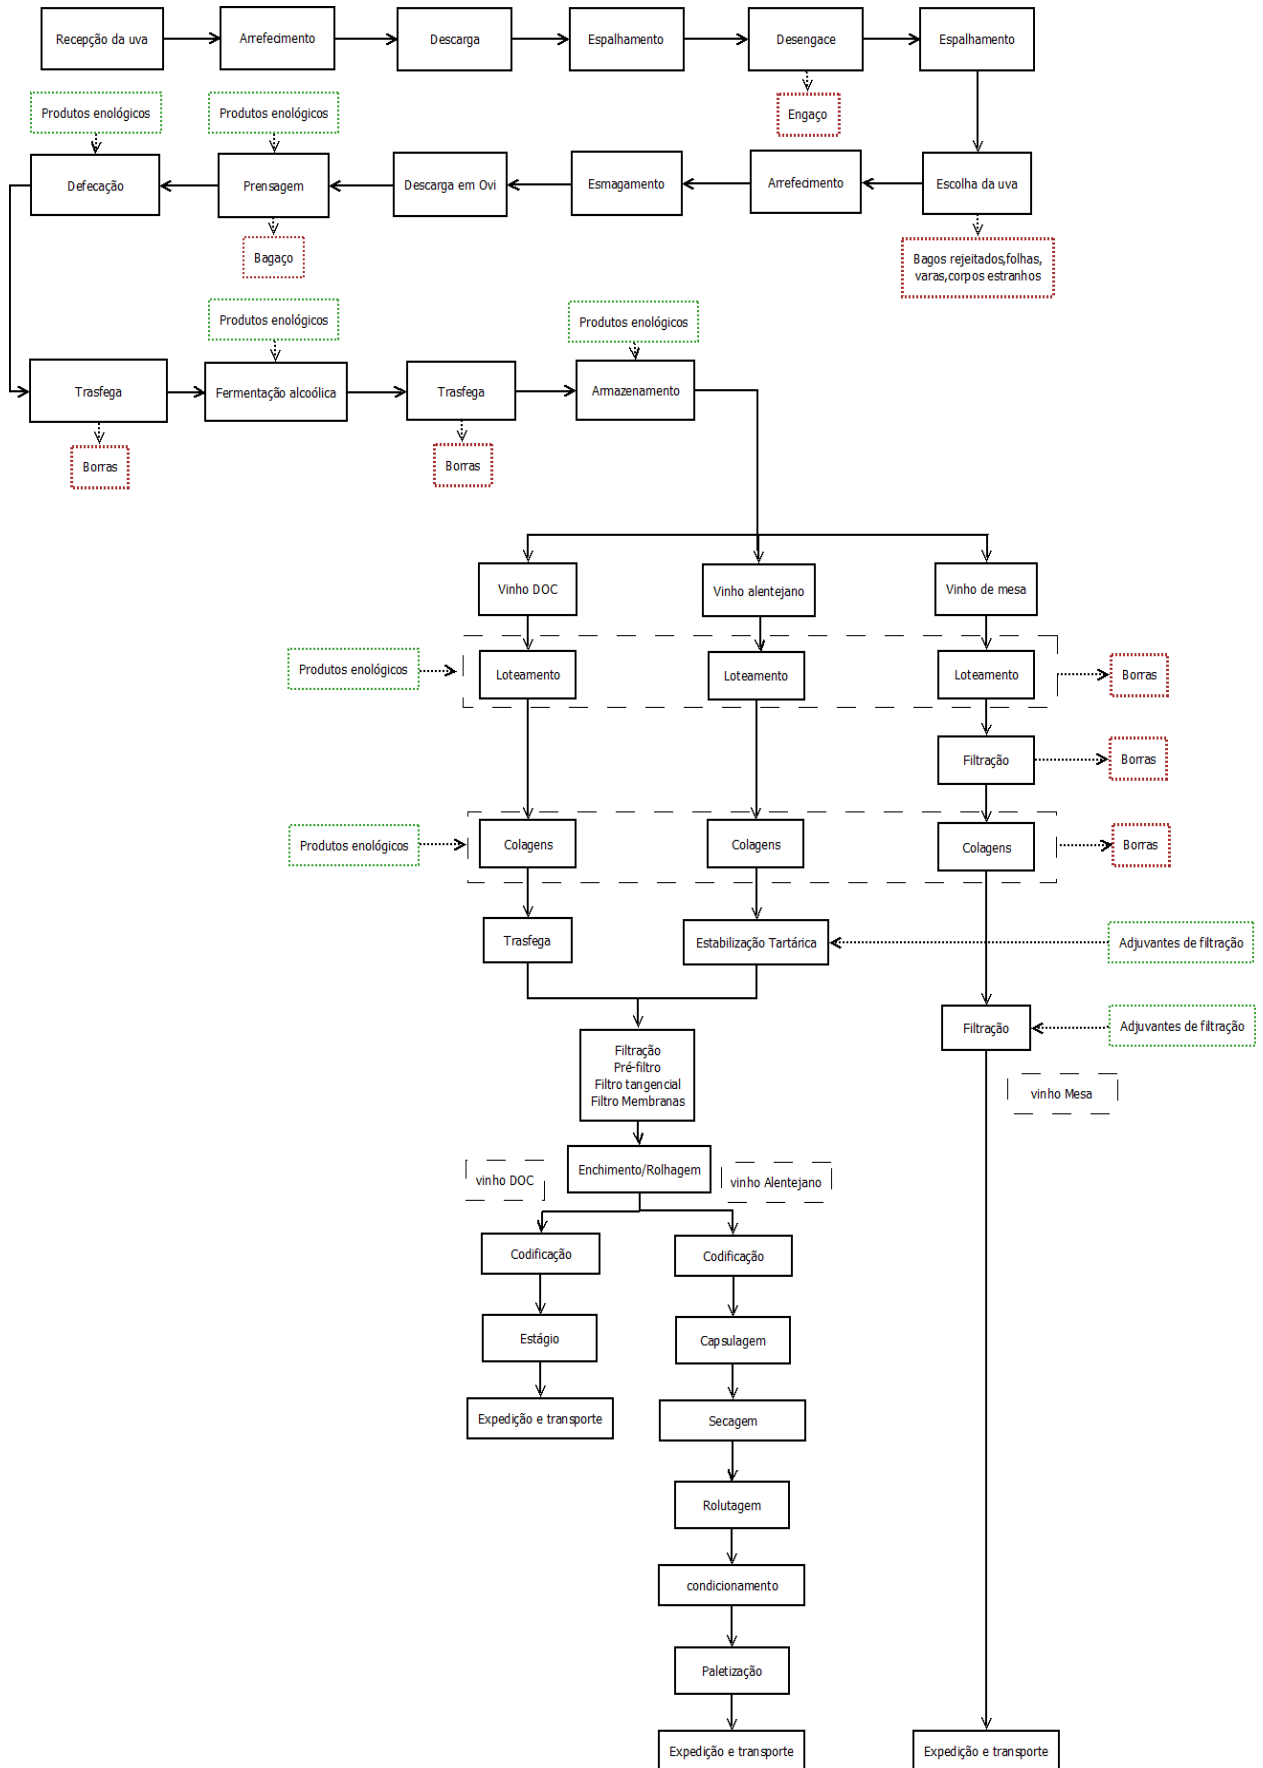 Recepção da uva
Arrefecimento
Descarga
Espalhamento
Desengace
Espalhamento
Produtos enológicos
Produtos enológicos
Engaço
Defecação
Prensagem
Descarga em Ovi
Esmagamento
Arrefecimento
Escolha da uva
Bagaço
Bagos rejeitados,folhas,
varas,corpos estranhos
Produtos enológicos
Produtos enológicos
Trasfega
Fermentação alcoólica
Trasfega
Armazenamento
Borras
Borras
Vinho DOC
Vinho alentejano
Vinho de mesa
Produtos enológicos
Loteamento
Loteamento
Loteamento
Borras
Filtração
Borras
Produtos enológicos
Colagens
Colagens
Colagens
Borras
Trasfega
Estabilização Tartárica
Adjuvantes de filtração
Filtração
Adjuvantes de filtração
Filtração
Pré-filtro
Filtro tangencial
Filtro Membranas
vinho Mesa
Enchimento/Rolhagem
vinho DOC
vinho Alentejano
Codificação
Codificação
Estágio
Capsulagem
Expedição e transporte
Secagem
Rolutagem
condicionamento
Paletização
Expedição e transporte
Expedição e transporte